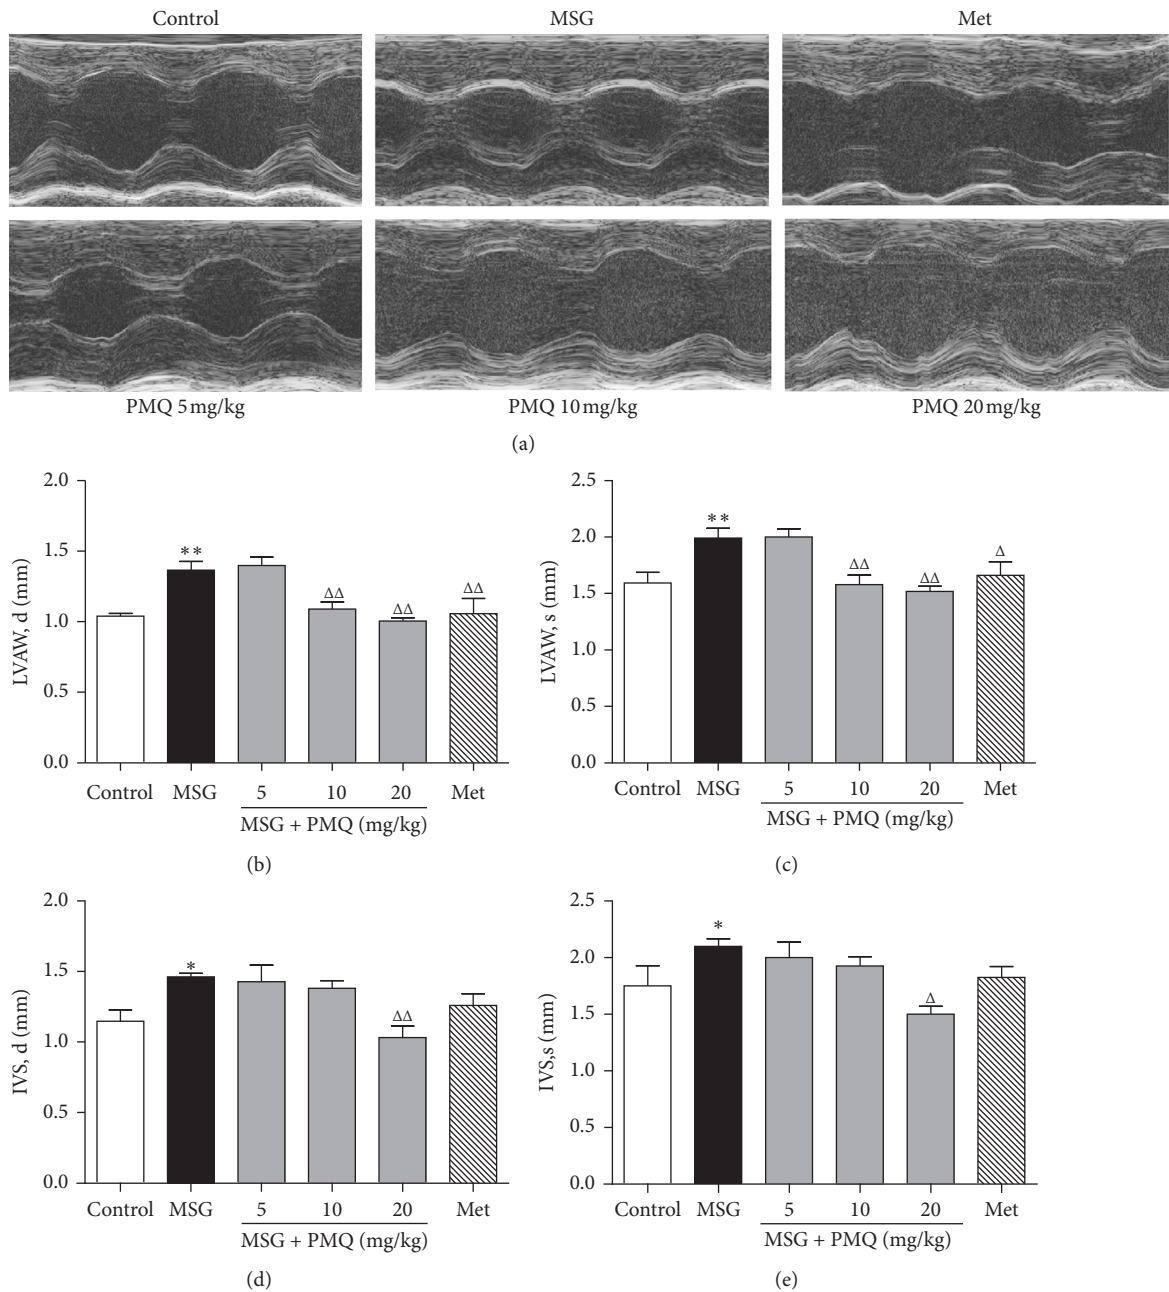 Control MSG Met
PMQ 5 mg/kg PMQ 10 mg/kg PMQ 20 mg/kg
(a)
LVAW, d (mm)
2.0
1.5
1.0
0.5
0.0
** ΔΔ ΔΔ ΔΔ
Control MSG 5 10 20 Met
MSG + PMQ (mg/kg)
(b)
LVAW, s (mm)
2.5
2.0
1.5
1.0
0.5
0.0
** ΔΔ ΔΔ Δ
Control MSG 5 10 20 Met
MSG + PMQ (mg/kg)
(c)
IVS, d (mm)
2.0
1.5
1.0
0.5
0.0
* ΔΔ
Control MSG 5 10 20 Met
MSG + PMQ (mg/kg)
(d)
IVS,s (mm)
2.5
2.0
1.5
1.0
0.5
0.0
* Δ
Control MSG 5 10 20 Met
MSG + PMQ (mg/kg)
(e)